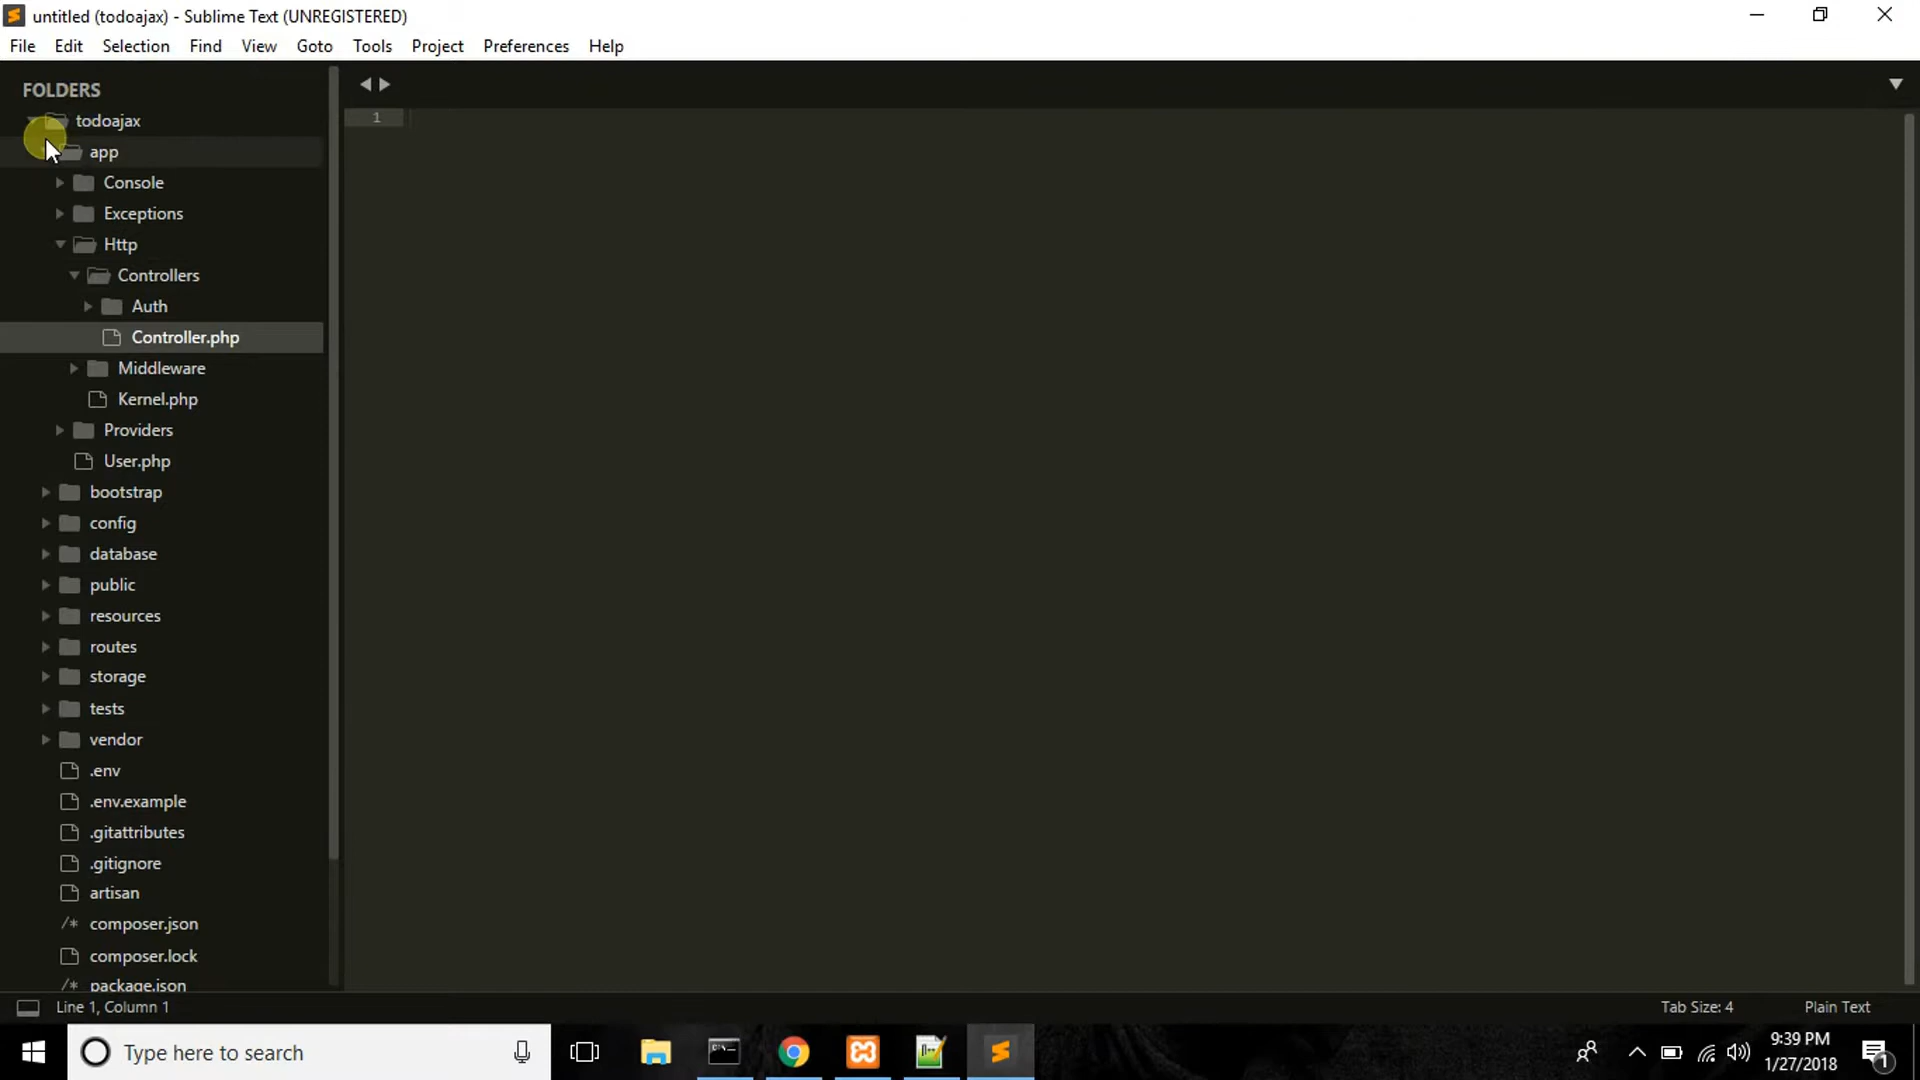 untitled (todoajax) - Sublime Text (UNREGISTERED)
File Edit Selection Find View Goto Tools Project Preferences Help
FOLDERS
todoajax
app
Console
Exceptions
Http
Controllers
Auth
Controller.php
Middleware
Kernel.php
Providers
User.php
bootstrap
config
database
public
resources
routes
storage
tests
vendor
.env
.env.example
.gitattributes
.gitignore
artisan
/* composer.json
composer.lock
/* package.json
1
Line 1, Column 1
Tab Size: 4
Plain Text
Type here to search
9:39 PM
1/27/2018
1